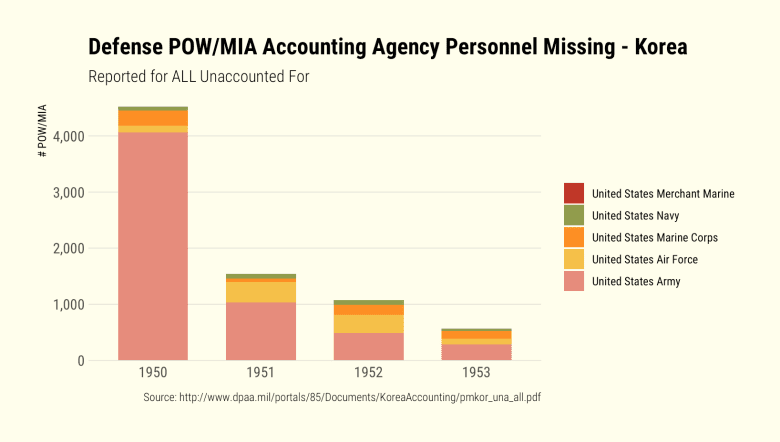 Defense POW/MIA Accounting Agency Personnel Missing - Korea
Reported for ALL Unaccounted For
# POW/MIA
4,000
3,000
2,000
1,000
0
1950
1951
1952
1953
United States Merchant Marine
United States Navy
United States Marine Corps
United States Air Force
United States Army
Source: http://www.dpaa.mil/portals/85/Documents/KoreaAccounting/pmkor_una_all.pdf